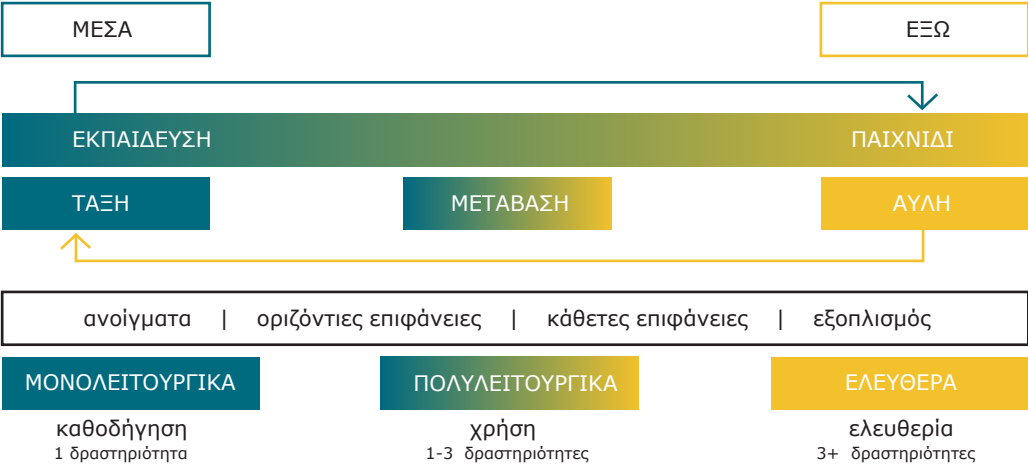 ΜΕΣΑ ΕΞΩ
ΕΚΠΑΙΔΕΥΣΗ ΠΑΙΧΝΙΔΙ
ΤΑΞΗ ΜΕΤΑΒΑΣΗ ΑΥΛΗ
ανοίγματα | οριζόντιες επιφάνειες | κάθετες επιφάνειες | εξοπλισμός
ΜΟΝΟΛΕΙΤΟΥΡΓΙΚΑ ΠΟΛΥΛΕΙΤΟΥΡΓΙΚΑ ΕΛΕΥΘΕΡΑ
καθοδήγηση χρήση ελευθερία
1 δραστηριότητα 1-3 δραστηριότητες 3+ δραστηριότητες